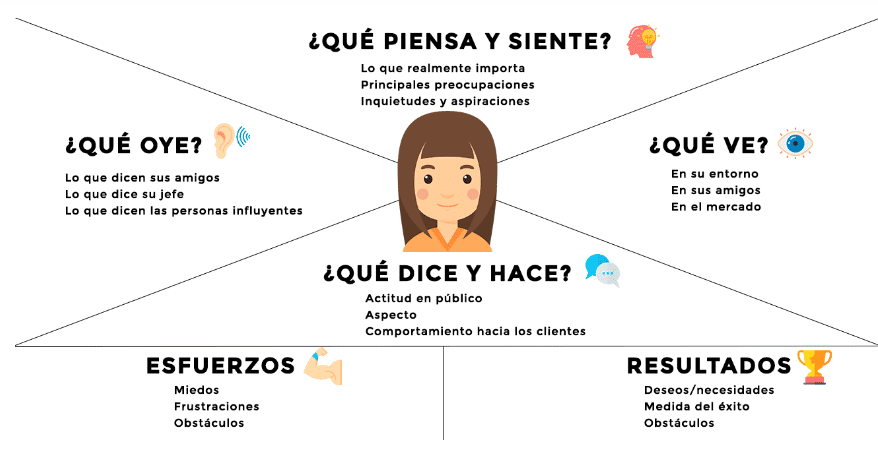 ¿QUÉ PIENSA Y SIENTE?
Lo que realmente importa
Principales preocupaciones
Inquietudes y aspiraciones
¿QUÉ OYE?
Lo que dicen sus amigos
Lo que dice su jefe
Lo que dicen las personas influyentes
¿QUÉ VE?
En su entorno
En sus amigos
En el mercado
¿QUÉ DICE Y HACE?
Actitud en público
Aspecto
Comportamiento hacia los clientes
ESFUERZOS
Miedos
Frustraciones
Obstáculos
RESULTADOS
Deseos/necesidades
Medida del éxito
Obstáculos